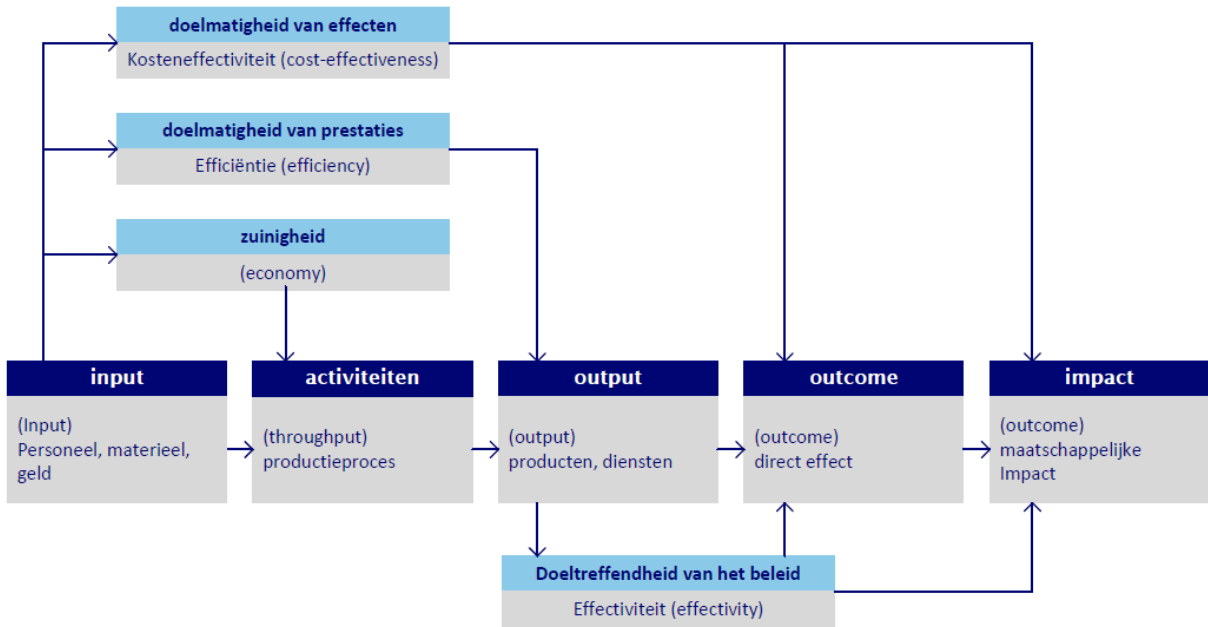 doelmatigheid van effecten
Kosteneffectiviteit (cost-effectiveness)
doelmatigheid van prestaties
Efficiëntie (efficiency)
zuinigheid
(economy)
input
(Input)
Personeel, materieel,
geld
activiteiten
(throughput)
productieproces
output
(output)
producten, diensten
outcome
(outcome)
direct effect
impact
(outcome)
maatschappelijke
Impact
Doeltreffendheid van het beleid
Effectiviteit (effectivity)